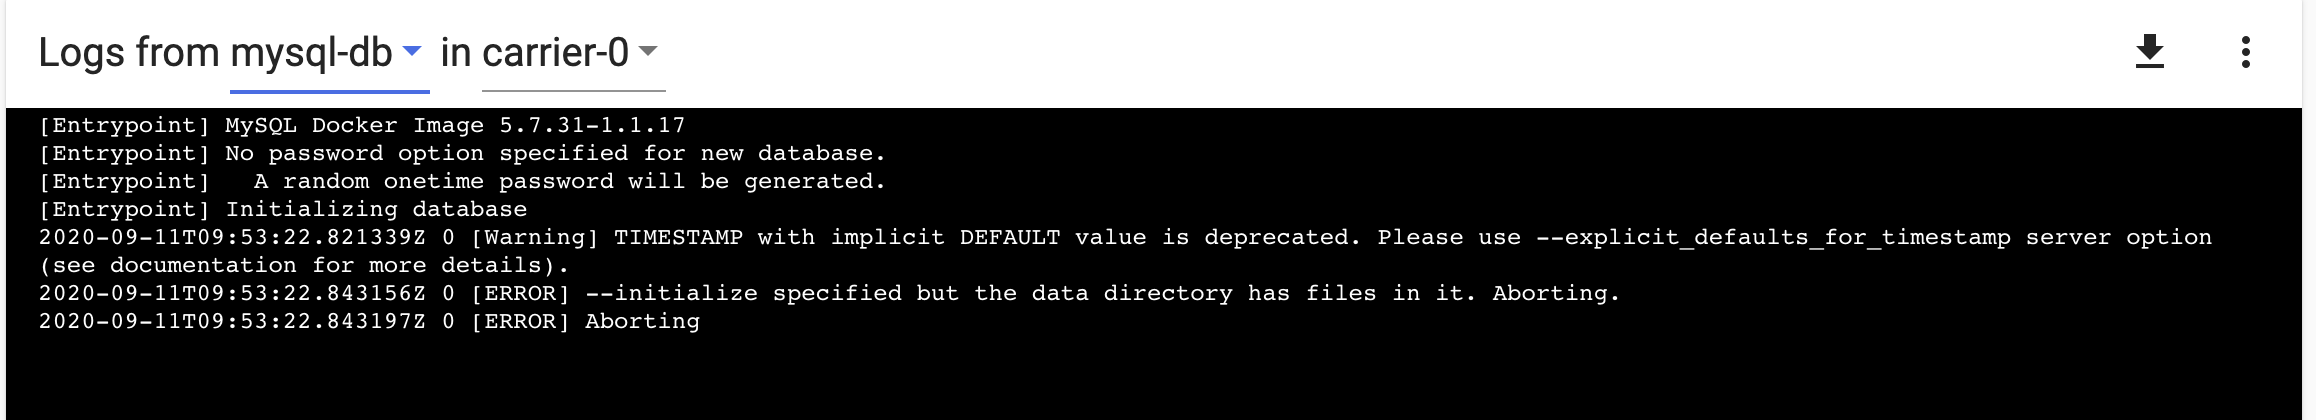 Logs from mysql-db in carrier-0
[Entrypoint] MySQL Docker Image 5.7.31-1.1.17
[Entrypoint] No password option specified for new database.
[Entrypoint]   A random onetime password will be generated.
[Entrypoint] Initializing database
2020-09-11T09:53:22.821339Z 0 [Warning] TIMESTAMP with implicit DEFAULT value is deprecated. Please use --explicit_defaults_for_timestamp server option
(see documentation for more details).
2020-09-11T09:53:22.843156Z 0 [ERROR] --initialize specified but the data directory has files in it. Aborting.
2020-09-11T09:53:22.843197Z 0 [ERROR] Aborting